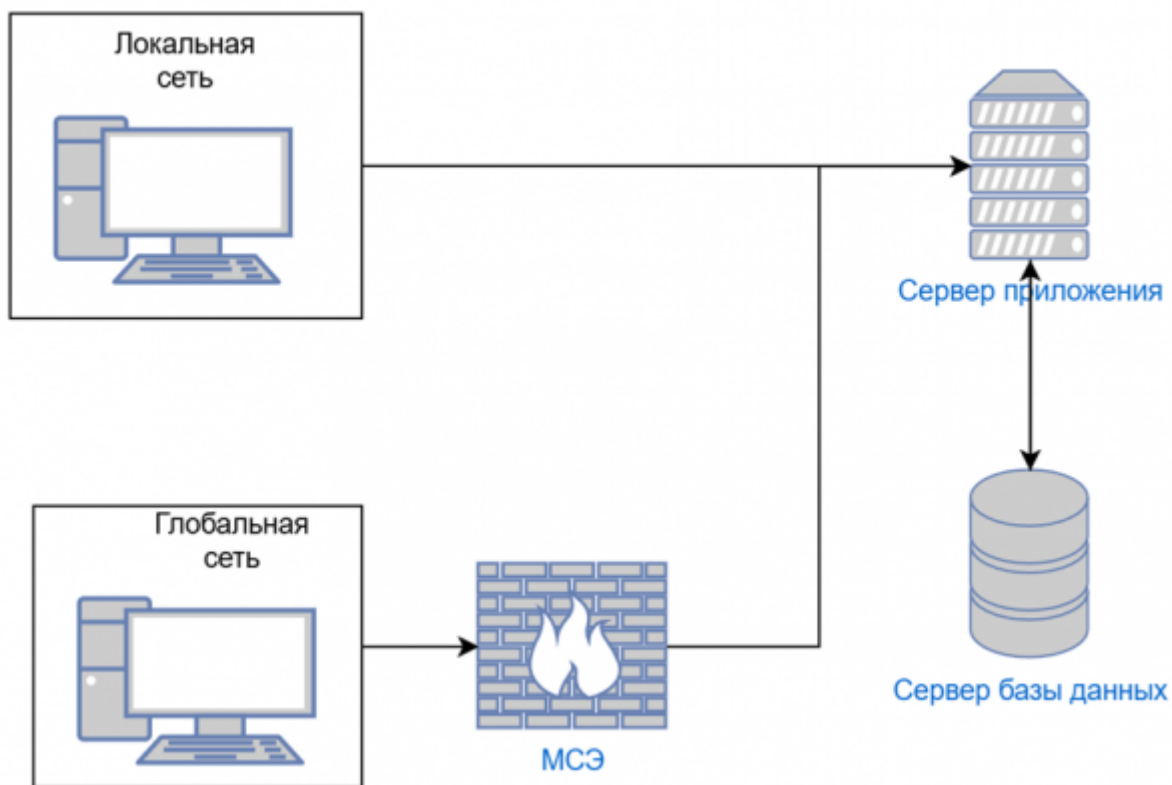 Локальная
сеть
Сервер приложения
Глобальная
сеть
Сервер базы данных
МСЭ